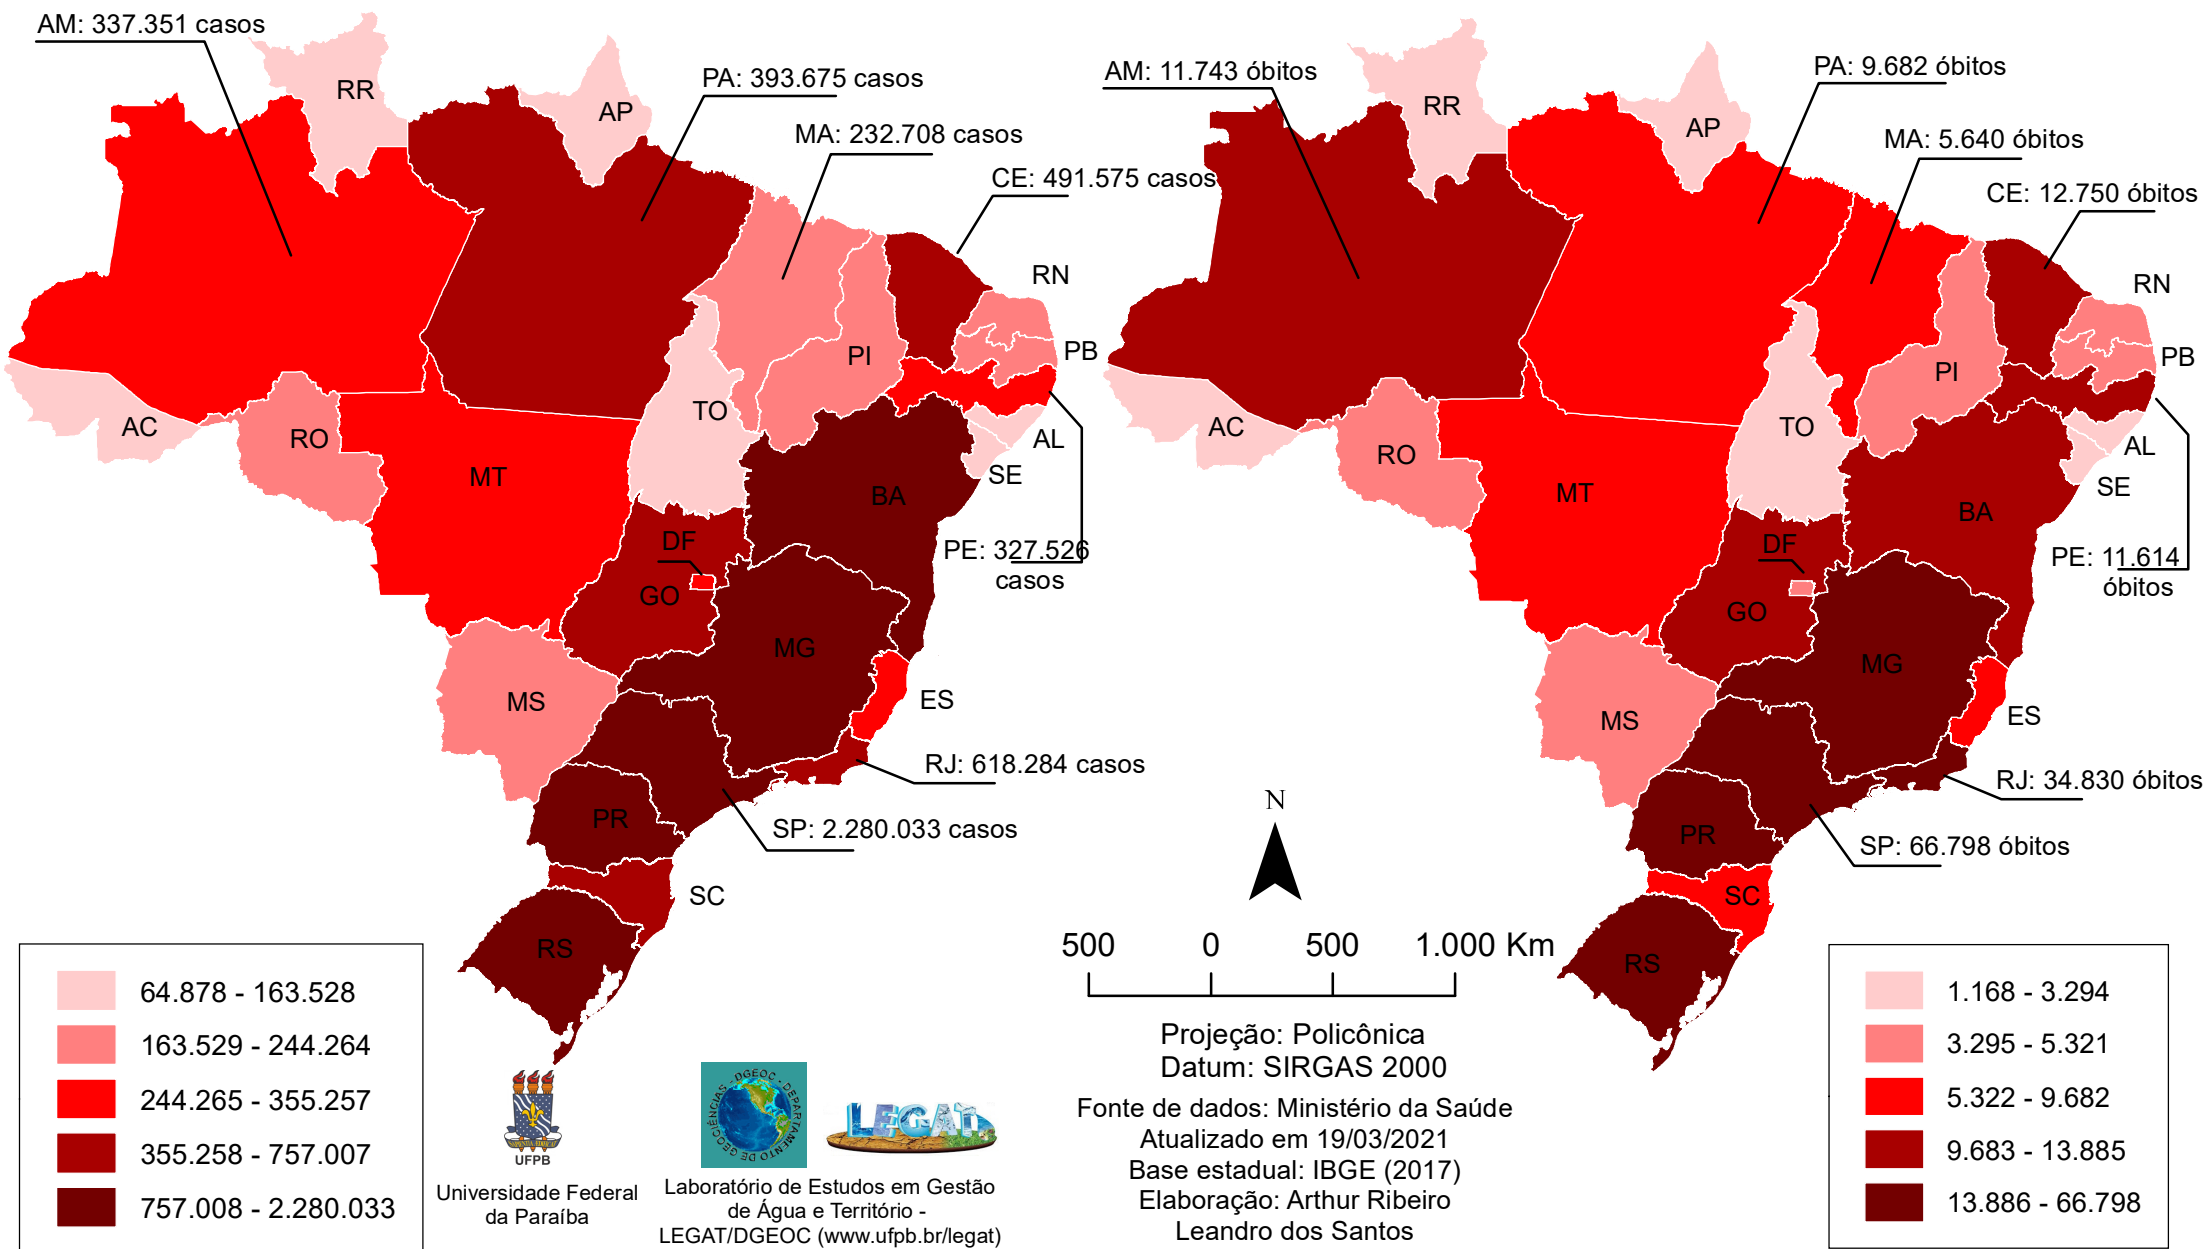 AM: 337.351 casos
RR
AP
PA: 393.675 casos
MA: 232.708 casos
CE: 491.575 casos
RN
PB
PI
TO
AC
RO
MT
AL
SE
BA
PE: 327.526
casos
DF
GO
MG
MS
ES
RJ: 618.284 casos
SP: 2.280.033 casos
PR
SC
RS
64.878 - 163.528
163.529 - 244.264
244.265 - 355.257
355.258 - 757.007
757.008 - 2.280.033
UFPB
Universidade Federal
da Paraíba
DGEOC - DEPARTAMENTO DE GEOCIÊNCIAS
LEGAT
Laboratório de Estudos em Gestão
de Água e Território -
LEGAT/DGEOC (www.ufpb.br/legat)
AM: 11.743 óbitos
RR
AP
PA: 9.682 óbitos
MA: 5.640 óbitos
CE: 12.750 óbitos
RN
PB
PI
TO
AC
RO
MT
AL
SE
BA
PE: 11.614
óbitos
DF
GO
MG
MS
ES
RJ: 34.830 óbitos
SP: 66.798 óbitos
PR
SC
RS
N
500 0 500 1.000 Km
Projeção: Policônica
Datum: SIRGAS 2000
Fonte de dados: Ministério da Saúde
Atualizado em 19/03/2021
Base estadual: IBGE (2017)
Elaboração: Arthur Ribeiro
Leandro dos Santos
1.168 - 3.294
3.295 - 5.321
5.322 - 9.682
9.683 - 13.885
13.886 - 66.798